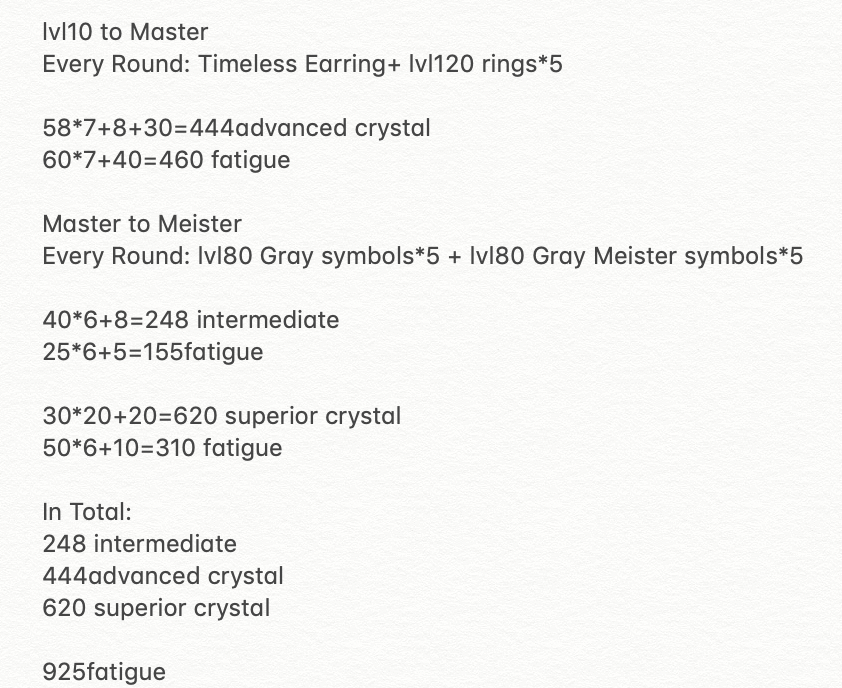 lvl10 to Master
Every Round: Timeless Earring+ lvl120 rings*5
58*7+8+30=444advanced crystal
60*7+40=460 fatigue
Master to Meister
Every Round: lvl80 Gray symbols*5 + lvl80 Gray Meister symbols*5
40*6+8=248 intermediate
25*6+5=155fatigue
30*20+20=620 superior crystal
50*6+10=310 fatigue
In Total:
248 intermediate
444advanced crystal
620 superior crystal
925fatigue